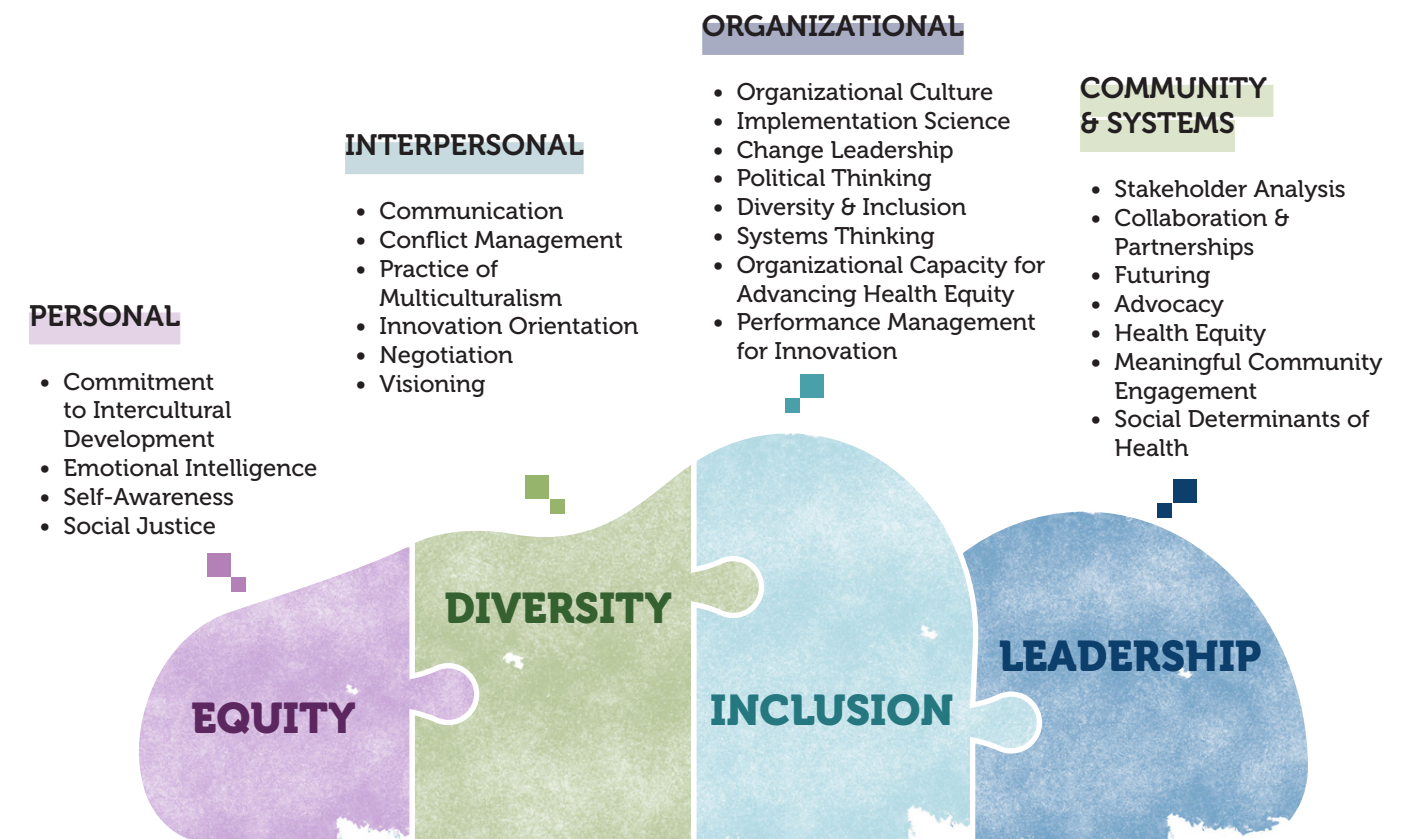 PERSONAL
• Commitment
to Intercultural
Development
• Emotional Intelligence
• Self-Awareness
• Social Justice
INTERPERSONAL
• Communication
• Conflict Management
• Practice of
Multiculturalism
• Innovation Orientation
• Negotiation
• Visioning
ORGANIZATIONAL
• Organizational Culture
• Implementation Science
• Change Leadership
• Political Thinking
• Diversity & Inclusion
• Systems Thinking
• Organizational Capacity for
Advancing Health Equity
• Performance Management
for Innovation
COMMUNITY
& SYSTEMS
• Stakeholder Analysis
• Collaboration &
Partnerships
• Futuring
• Advocacy
• Health Equity
• Meaningful Community
Engagement
• Social Determinants of
Health
EQUITY
DIVERSITY
INCLUSION
LEADERSHIP